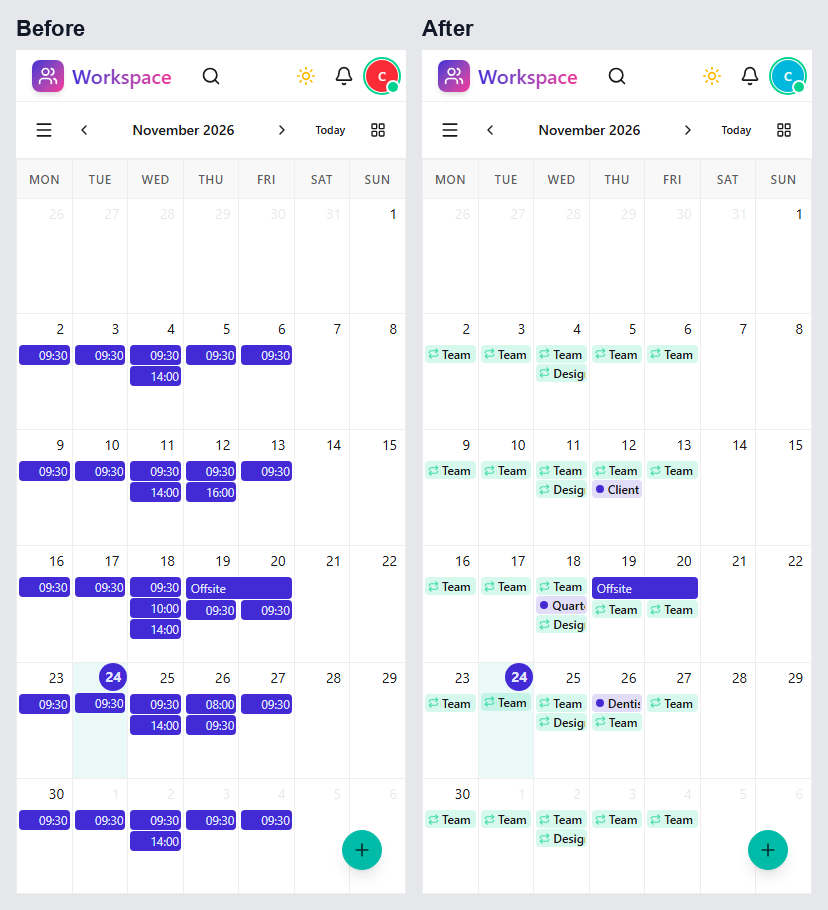 Before
After
Workspace
C
Workspace
C
November 2026
Today
November 2026
Today
MON TUE WED THU FRI SAT SUN
MON TUE WED THU FRI SAT SUN
26 27 28 29 30 31 1
26 27 28 29 30 31 1
2 3 4 5 6 7 8
2 3 4 5 6 7 8
09:30 09:30 09:30 09:30 09:30
Team Team Team Team Team
14:00
Desig
9 10 11 12 13 14 15
9 10 11 12 13 14 15
09:30 09:30 09:30 09:30 09:30
Team Team Team Team Team
14:00 16:00
Desig Client
16 17 18 19 20 21 22
16 17 18 19 20 21 22
09:30 09:30 09:30 Offsite
Team Team Team Offsite
10:00 09:30 09:30
Quart Team Team
14:00
Desig
23 24 25 26 27 28 29
23 24 25 26 27 28 29
09:30 09:30 09:30 08:00 09:30
Team Team Team Dentis Team
14:00 09:30
Desig Team
30 1 2 3 4 5 6
30 1 2 3 4 5 6
09:30 09:30 09:30 09:30 09:30
Team Team Team Team Team
14:00
Desig